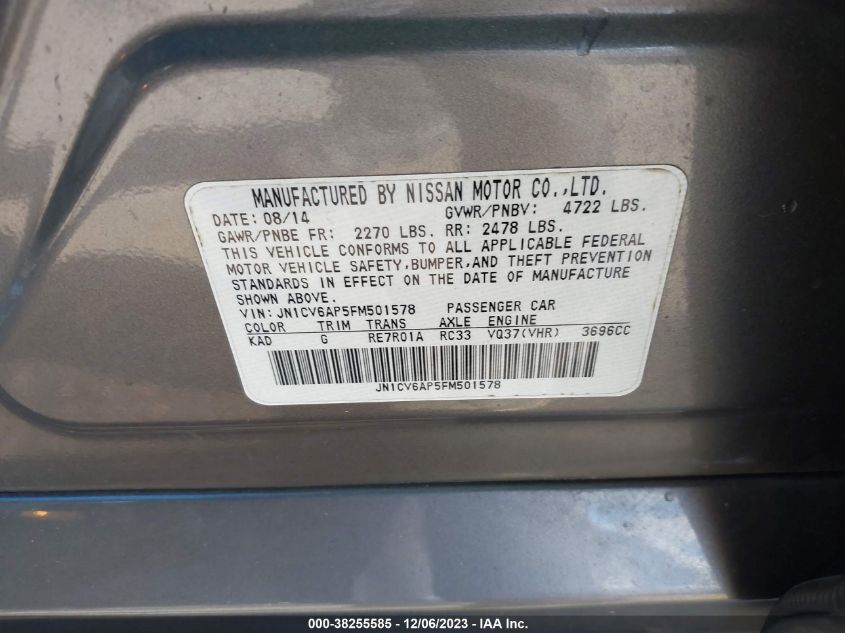 MANUFACTURED BY NISSAN MOTOR CO.,LTD.
DATE: 08/14 GVWR/PNBV: 4722 LBS.
GAWR/PNBE FR: 2270 LBS. RR: 2478 LBS.
THIS VEHICLE CONFORMS TO ALL APPLICABLE FEDERAL
MOTOR VEHICLE SAFETY,BUMPER,AND THEFT PREVENTION
STANDARDS IN EFFECT ON THE DATE OF MANUFACTURE
SHOWN ABOVE.
VIN: JN1CV6AP5FM501578 PASSENGER CAR
COLOR TRIM TRANS AXLE ENGINE
KAD G RE7R01A RC33 VQ37(VHR) 3696CC
JN1CV6AP5FM501578
000-38255585 - 12/06/2023 - IAA Inc.